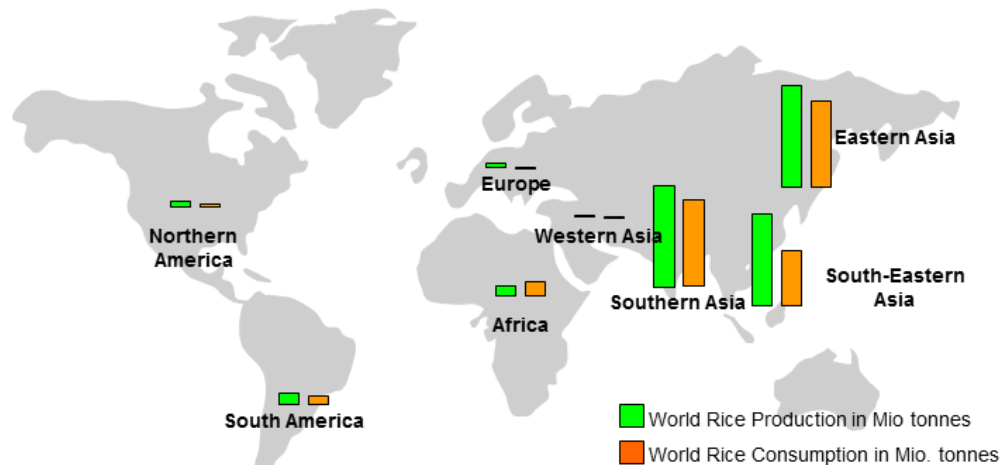 Eastern Asia
Europe
Northern
America
Western Asia
South-Eastern
Asia
Southern Asia
Africa
South America
World Rice Production in Mio tonnes
World Rice Consumption in Mio. tonnes